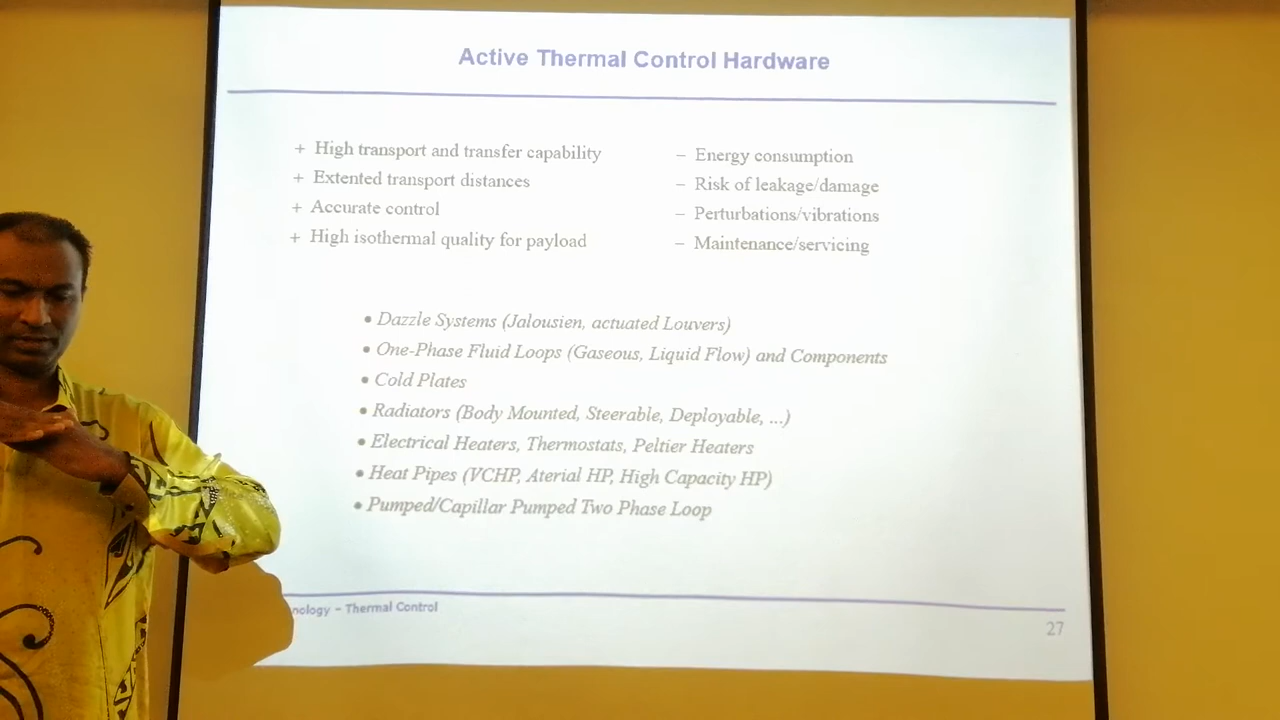 Active Thermal Control Hardware
+ High transport and transfer capability
+ Extented transport distances
+ Accurate control
+ High isothermal quality for payload
– Energy consumption
– Risk of leakage/damage
– Perturbations/vibrations
– Maintenance/servicing
• Dazzle Systems (Jalousien, actuated Louvers)
• One-Phase Fluid Loops (Gaseous, Liquid Flow) and Components
• Cold Plates
• Radiators (Body Mounted, Steerable, Deployable, ...)
• Electrical Heaters, Thermostats, Peltier Heaters
• Heat Pipes (VCHP, Aterial HP, High Capacity HP)
• Pumped/Capillar Pumped Two Phase Loop
nology – Thermal Control
27